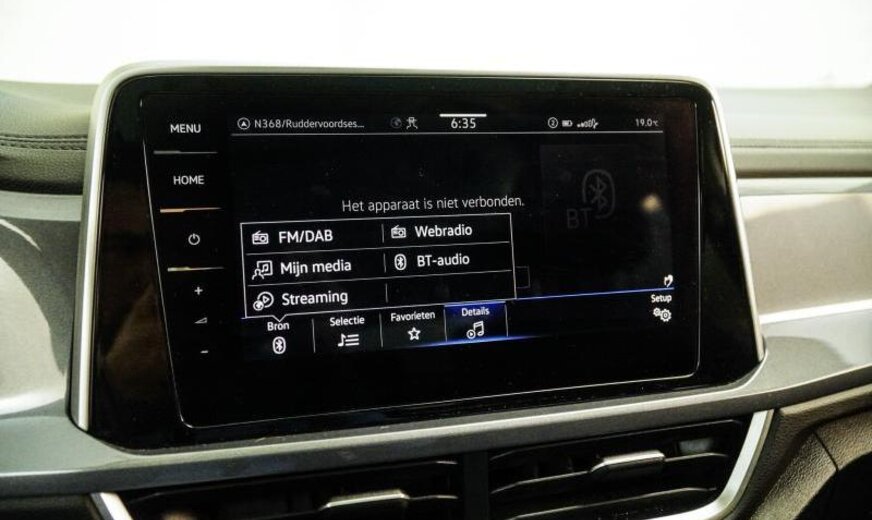 MENU
HOME
N368/Ruddervoordses...
6:35
2
19.0°C
BT
Het apparaat is niet verbonden.
FM/DAB
Webradio
Mijn media
BT-audio
Streaming
Bron
Selectie
Favorieten
Details
Setup